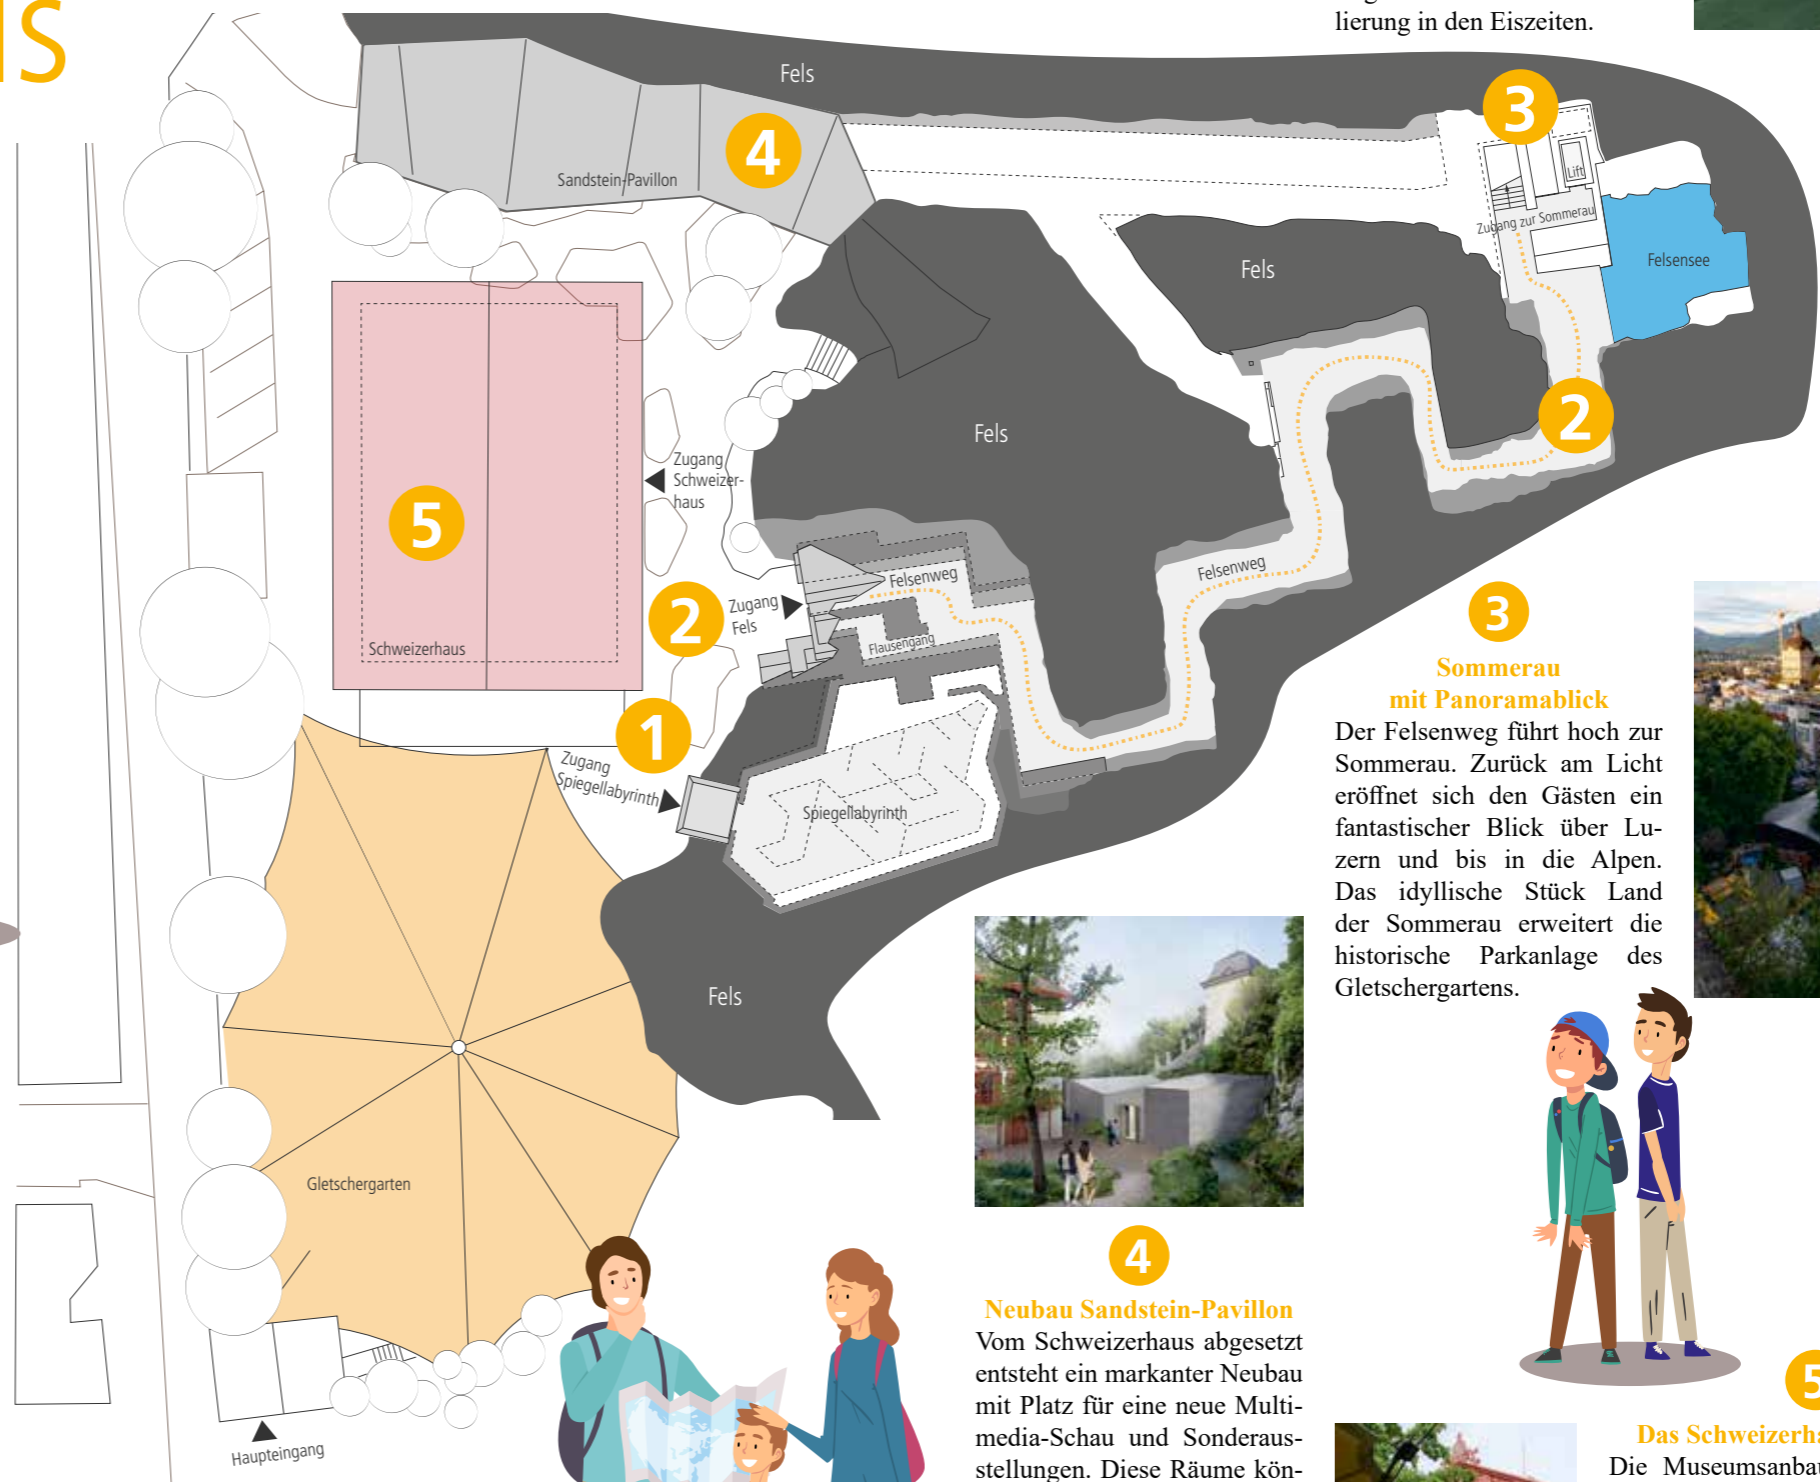 lierung in den Eiszeiten.
Fels
3
4
Sandstein-Pavillon
Lift
Zugang zur Sommerau
Felsensee
Fels
2
Fels
Zugang
Schweizer-
haus
5
Felsenweg
Felsenweg
2
Zugang
Fels
Flausengang
Schweizerhaus
1
Zugang
Spiegellabyrinth
Spiegellabyrinth
Fels
Gletschergarten
Haupteingang
3
Sommerau
mit Panoramablick
Der Felsenweg führt hoch zur
Sommerau. Zurück am Licht
eröffnet sich den Gästen ein
fantastischer Blick über Lu-
zern und bis in die Alpen.
Das idyllische Stück Land
der Sommerau erweitert die
historische Parkanlage des
Gletschergartens.
4
Neubau Sandstein-Pavillon
Vom Schweizerhaus abgesetzt
entsteht ein markanter Neubau
mit Platz für eine neue Multi-
media-Schau und Sonderaus-
stellungen. Diese Räume kön-
5
Das Schweizerha
Die Museumsanbau